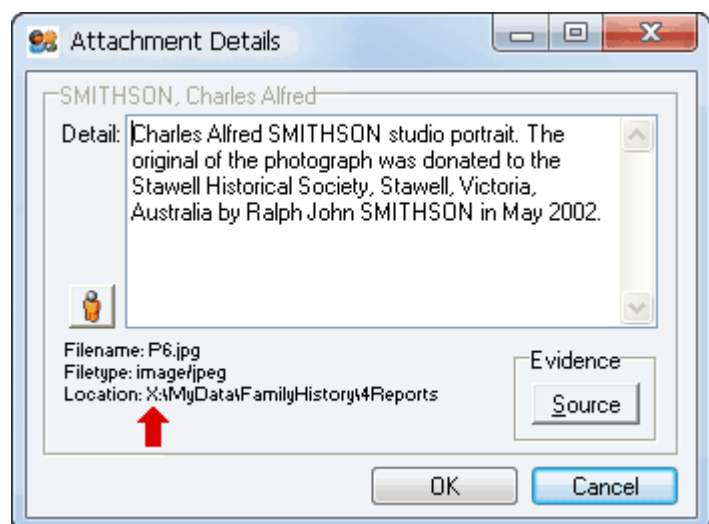 Attachment Details
SMITHSON, Charles Alfred
Detail: Charles Alfred SMITHSON studio portrait. The
original of the photograph was donated to the
Stawell Historical Society, Stawell, Victoria,
Australia by Ralph John SMITHSON in May 2002.
Filename: P6.jpg
Filetype: image/jpeg
Location: X:\MyData\FamilyHistory\4Reports
Evidence
Source
OK
Cancel